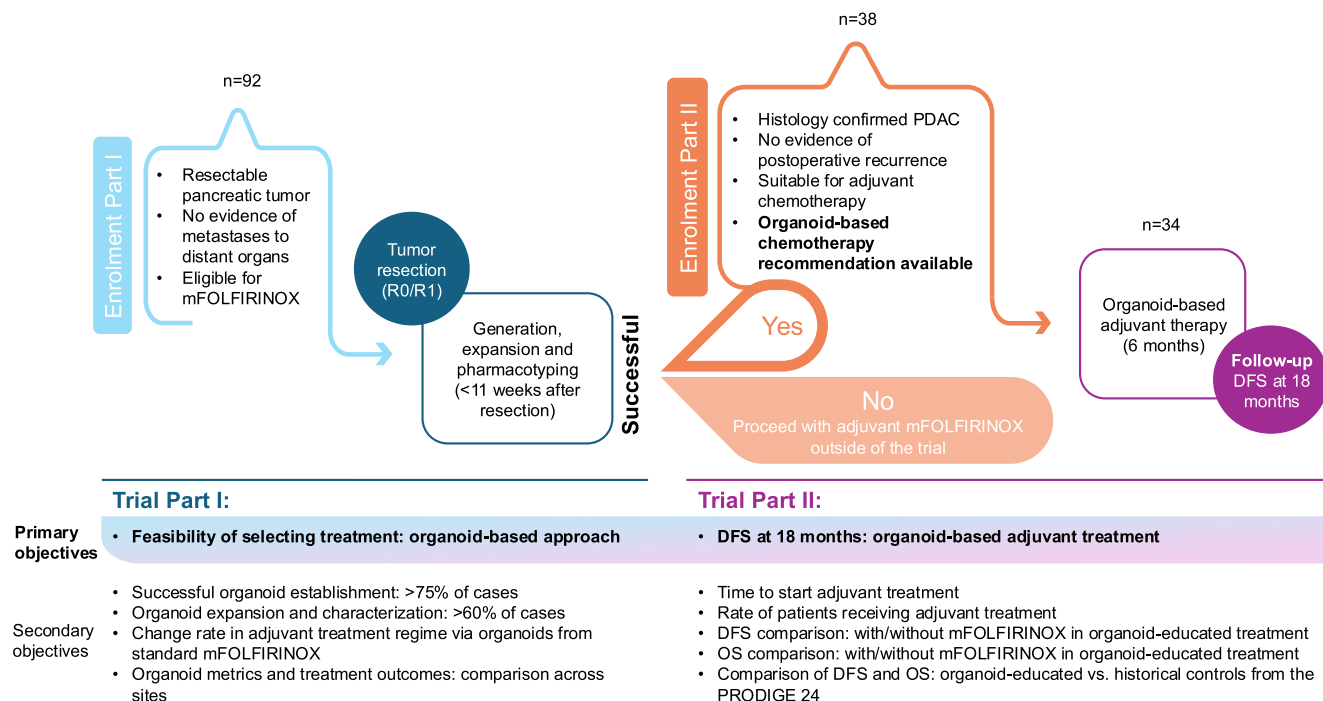 n=92
Enrolment Part I
• Resectable
pancreatic tumor
• No evidence of
metastases to
distant organs
• Eligible for
mFOLFIRINOX
Tumor
resection
(R0/R1)
Generation,
expansion and
pharmacotyping
(<11 weeks after
resection)
Successful
n=38
Enrolment Part II
• Histology confirmed PDAC
• No evidence of
postoperative recurrence
• Suitable for adjuvant
chemotherapy
• Organoid-based
chemotherapy
recommendation available
Yes
No
Proceed with adjuvant mFOLFIRINOX
outside of the trial
n=34
Organoid-based
adjuvant therapy
(6 months)
Follow-up
DFS at 18
months
Trial Part I:
Trial Part II:
Primary
objectives
• Feasibility of selecting treatment: organoid-based approach
• DFS at 18 months: organoid-based adjuvant treatment
Secondary
objectives
• Successful organoid establishment: >75% of cases
• Organoid expansion and characterization: >60% of cases
• Change rate in adjuvant treatment regime via organoids from
standard mFOLFIRINOX
• Organoid metrics and treatment outcomes: comparison across
sites
• Time to start adjuvant treatment
• Rate of patients receiving adjuvant treatment
• DFS comparison: with/without mFOLFIRINOX in organoid-educated treatment
• OS comparison: with/without mFOLFIRINOX in organoid-educated treatment
• Comparison of DFS and OS: organoid-educated vs. historical controls from the
PRODIGE 24